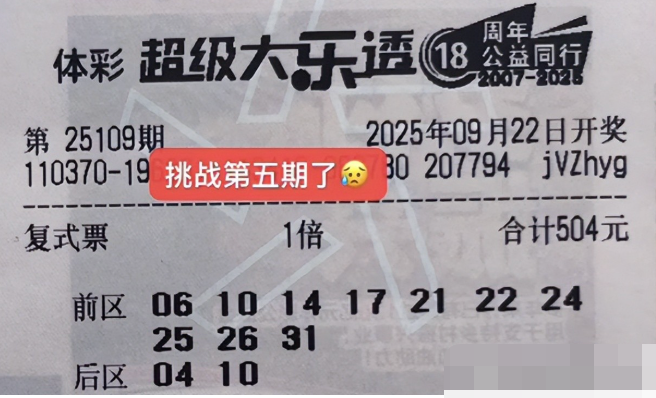 体彩 超级大乐透 18 周年
公益同行
2007-2025
第 25109期 2025年09月22日开奖
110370-19 挑战第五期了😥 80 207794 jVZhyg
复式票 1倍 合计504元
前区 06 10 14 17 21 22 24
25 26 31
后区 04 10